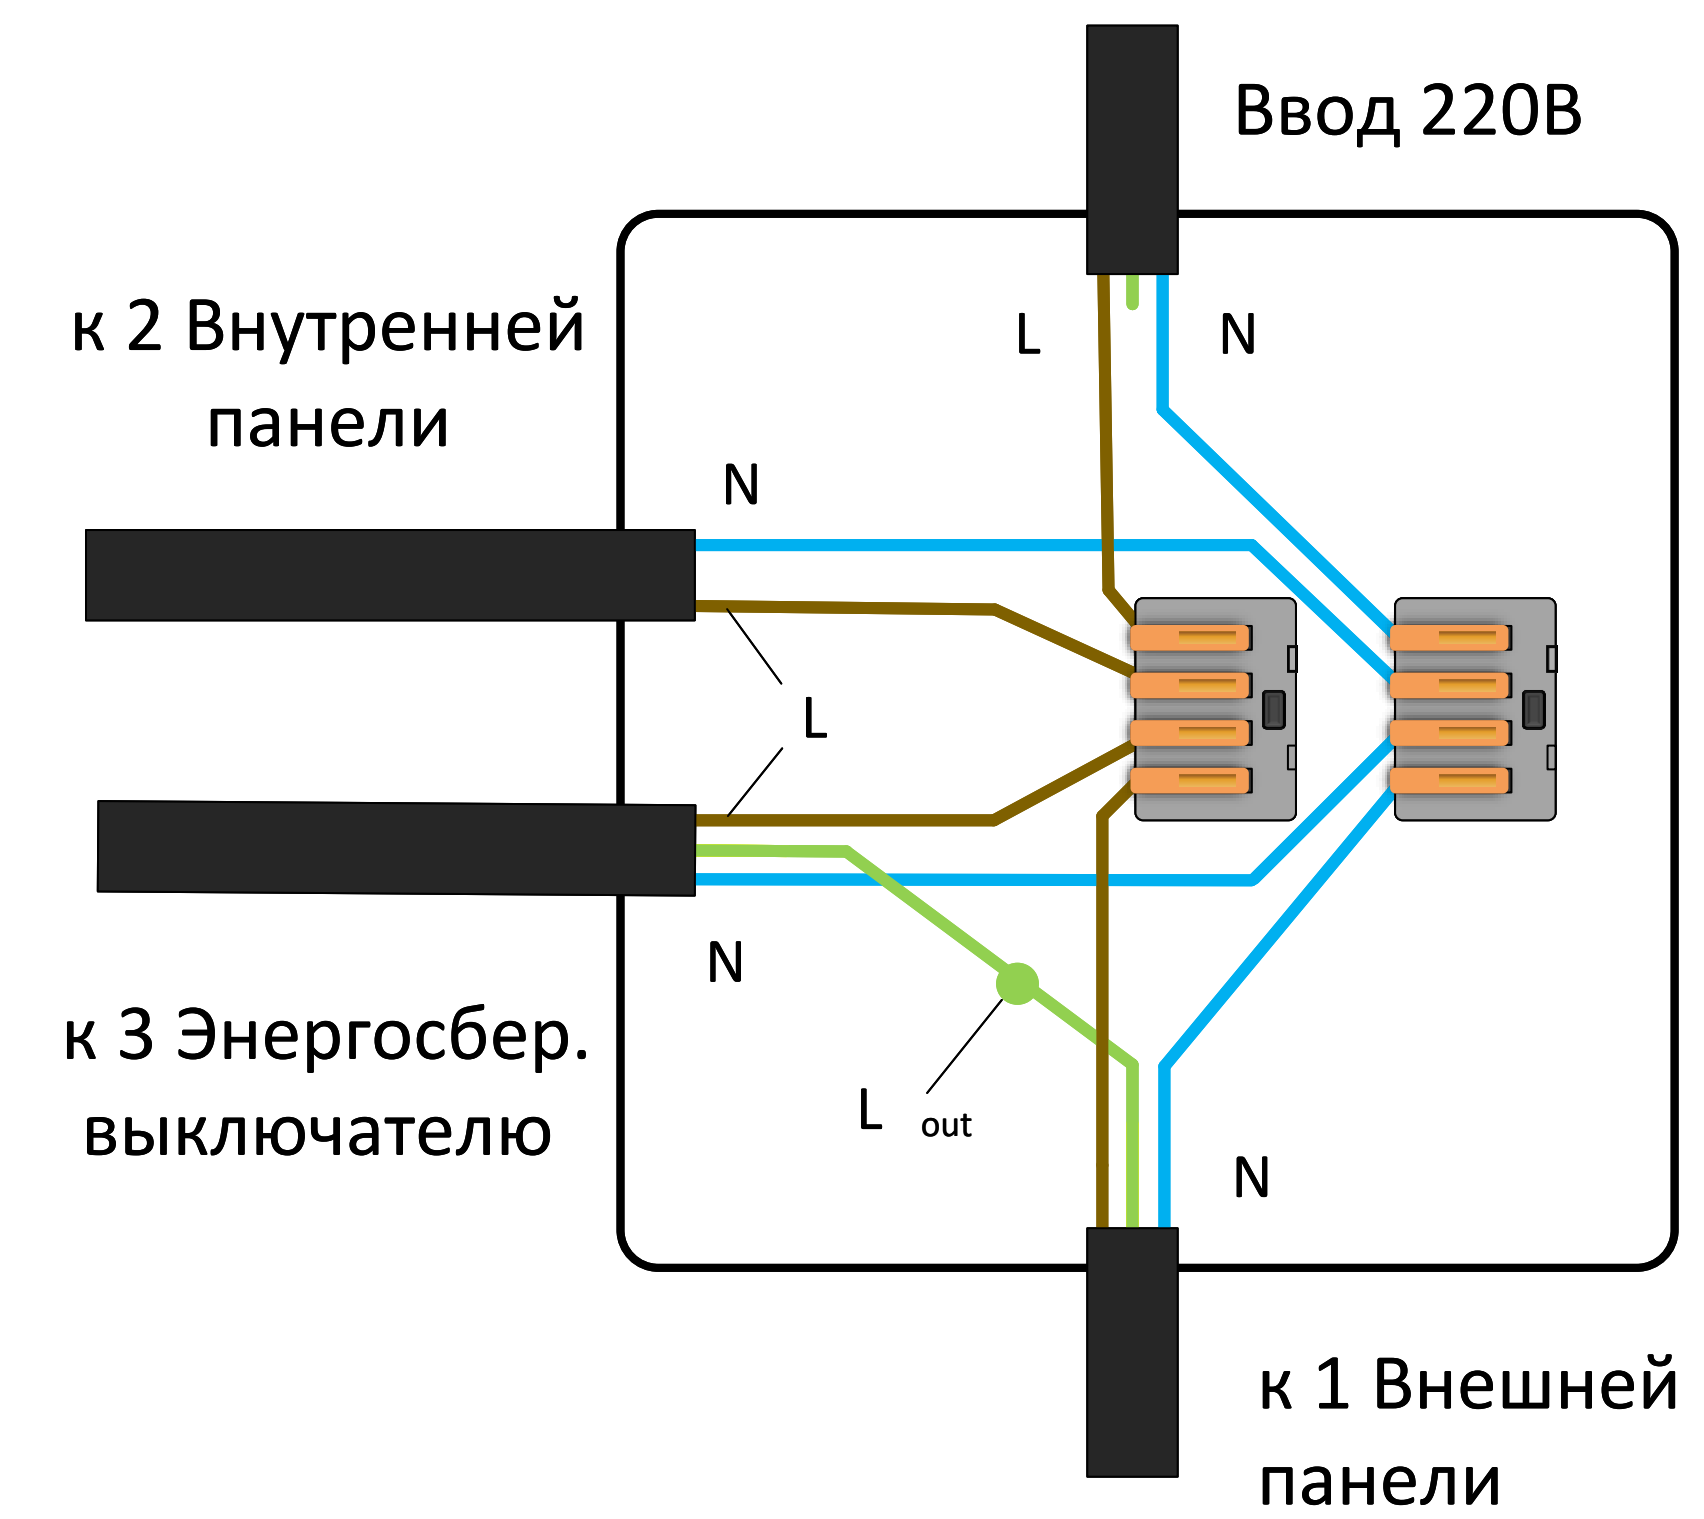 Ввод 220В
L
N
к 2 Внутренней
панели
N
L
N
к 3 Энергосбер.
выключателю
L out
N
к 1 Внешней
панели